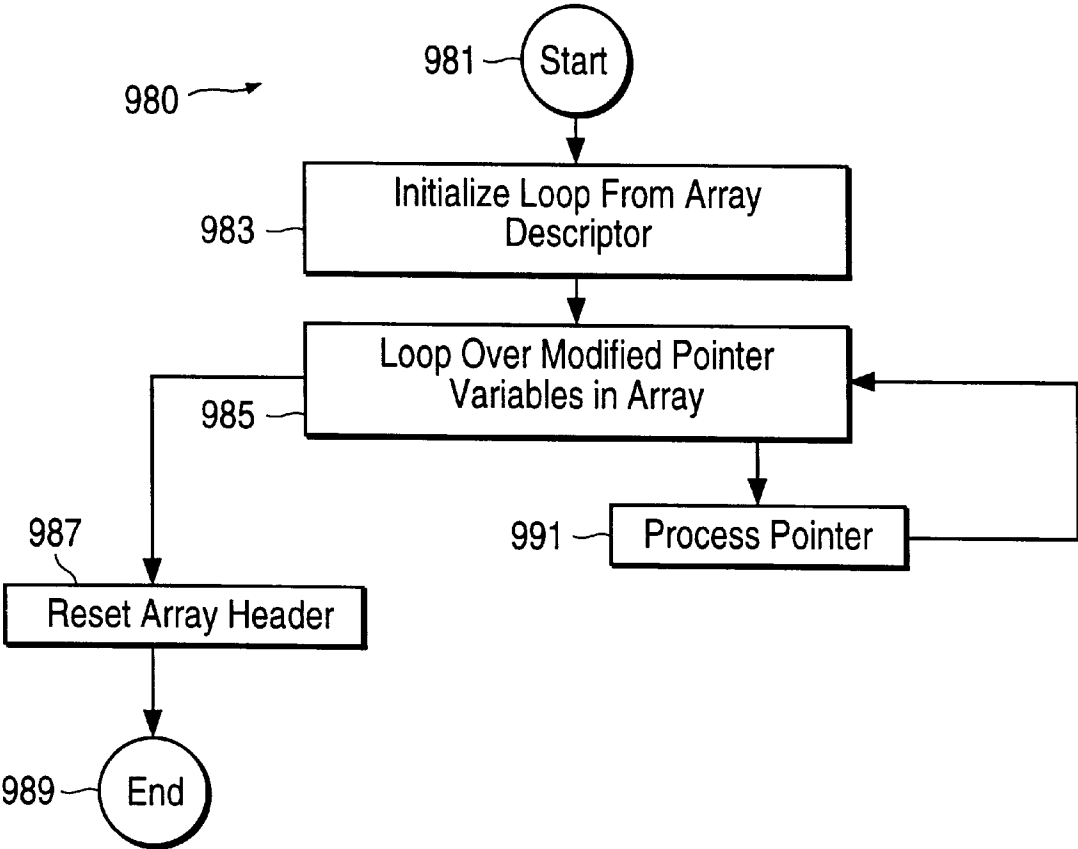 981
Start
980
Initialize Loop From Array
Descriptor
983
Loop Over Modified Pointer
Variables in Array
985
991
Process Pointer
987
Reset Array Header
989
End